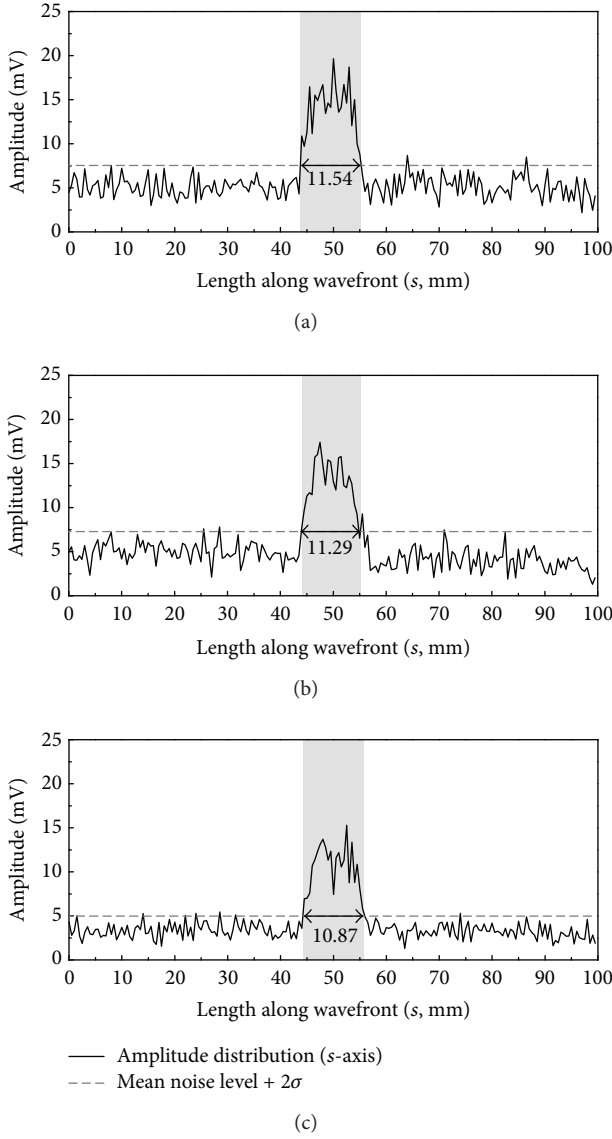 25
20
15
10
5
0
Amplitude (mV)
11.54
0 10 20 30 40 50 60 70 80 90 100
Length along wavefront (s, mm)
(a)
25
20
15
10
5
0
Amplitude (mV)
11.29
0 10 20 30 40 50 60 70 80 90 100
Length along wavefront (s, mm)
(b)
25
20
15
10
5
0
Amplitude (mV)
10.87
0 10 20 30 40 50 60 70 80 90 100
Length along wavefront (s, mm)
Amplitude distribution (s-axis)
Mean noise level + 2σ
(c)